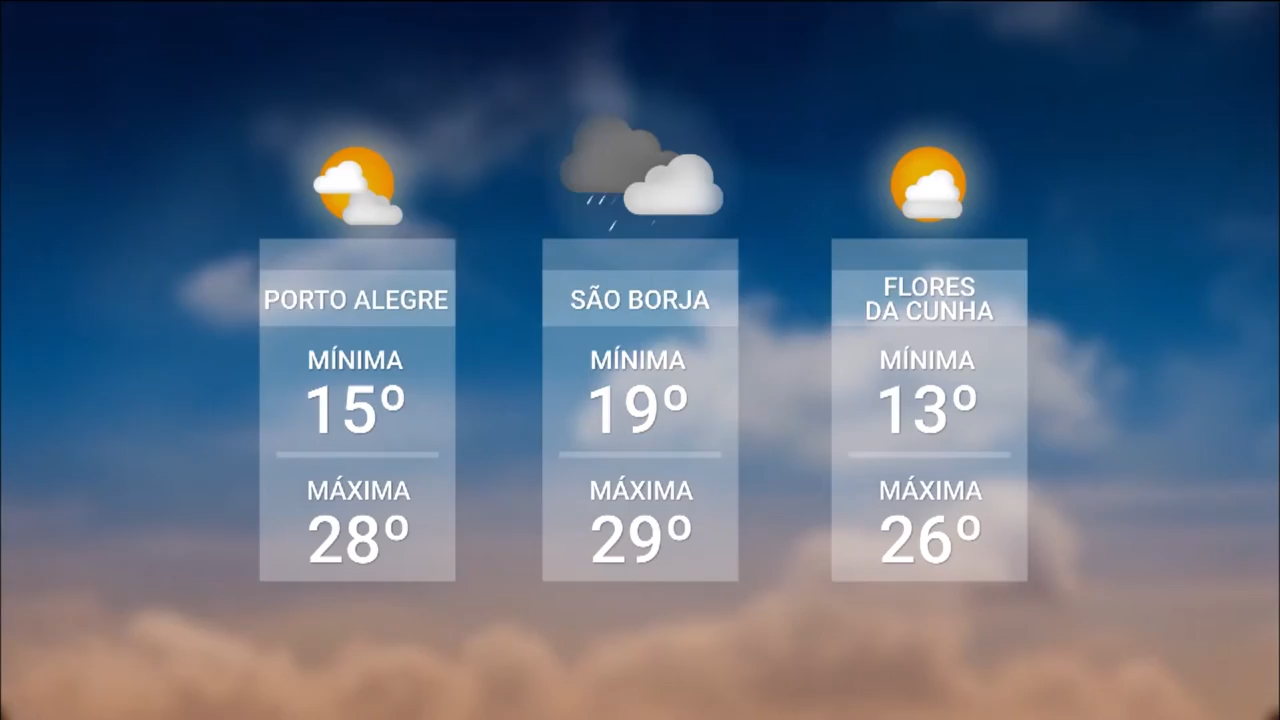 PORTO ALEGRE
MÍNIMA
15º
MÁXIMA
28º
SÃO BORJA
MÍNIMA
19º
MÁXIMA
29º
FLORES
DA CUNHA
MÍNIMA
13º
MÁXIMA
26º